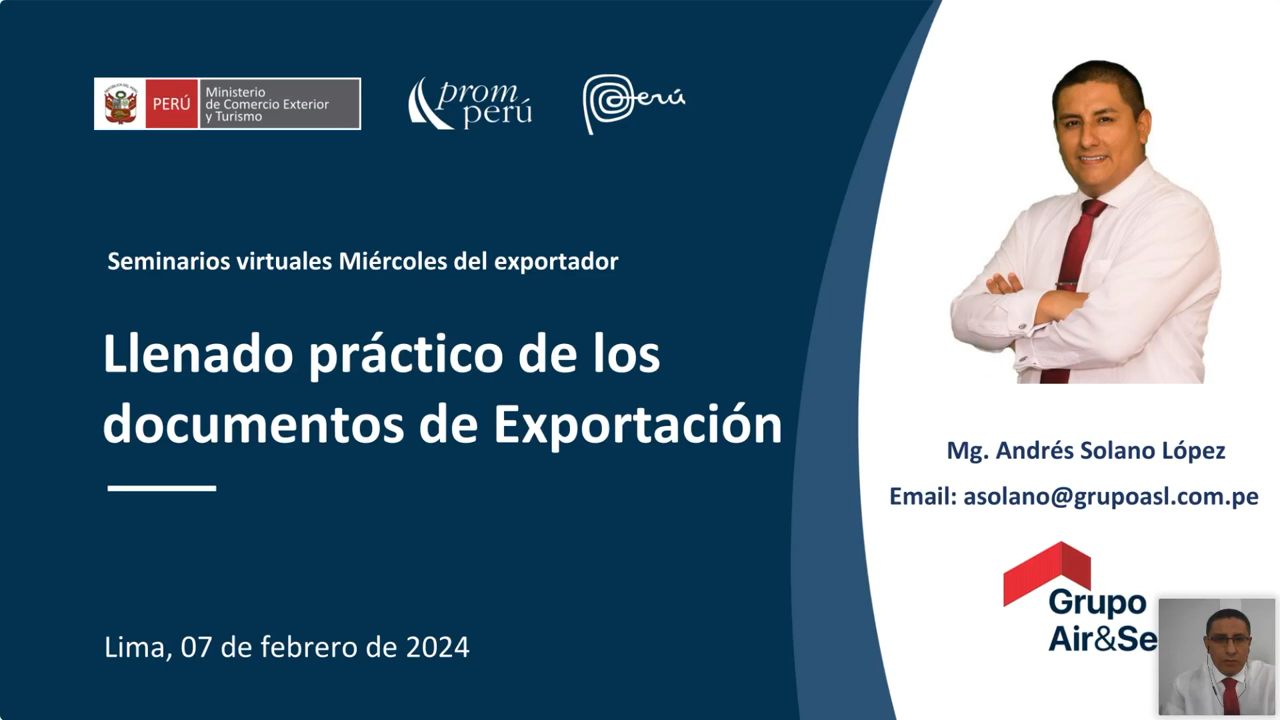 PERÚ
Ministerio
de Comercio Exterior
y Turismo
prom
perú
Perú
Seminarios virtuales Miércoles del exportador
Llenado práctico de los
documentos de Exportación
Lima, 07 de febrero de 2024
Mg. Andrés Solano López
Email: asolano@grupoasl.com.pe
Grupo
Air&Se